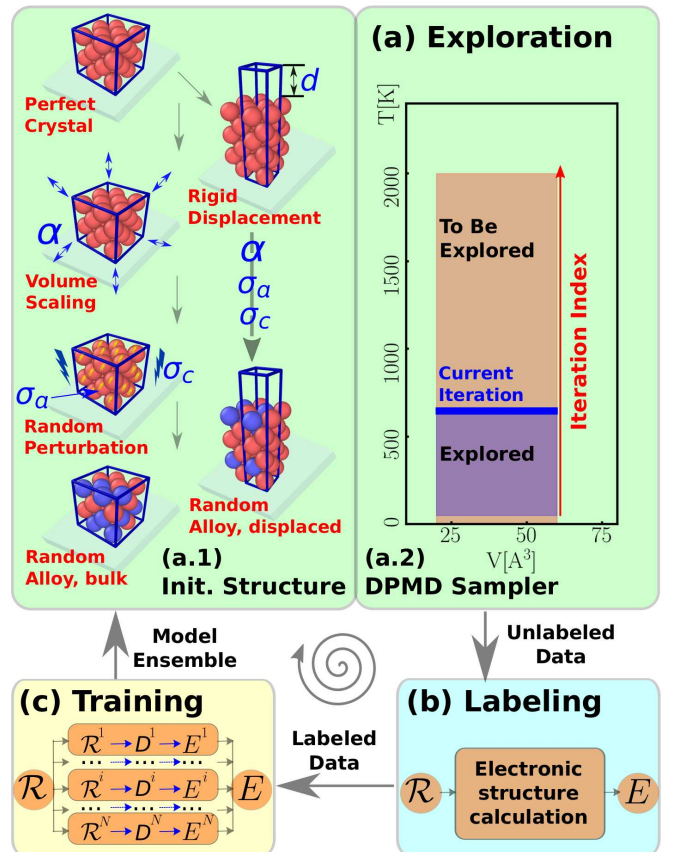 (a) Exploration
Perfect
Crystal
d
Rigid
Displacement
α
Volume
Scaling
α
σₐ
σ꜀
σₐ
σ꜀
Random
Perturbation
Random
Alloy, bulk
Random
Alloy, displaced
(a.1)
Init. Structure
T[K]
2000
1500
1000
500
0
To Be
Explored
Current
Iteration
Explored
Iteration Index
25
50
75
V[A³]
(a.2)
DPMD Sampler
Model
Ensemble
Unlabeled
Data
(c) Training
R
R¹ D¹ E¹
... ... ...
Rⁱ Dⁱ Eⁱ
... ... ...
Rᴺ Dᴺ Eᴺ
E
Labeled
Data
(b) Labeling
R
Electronic
structure
calculation
E